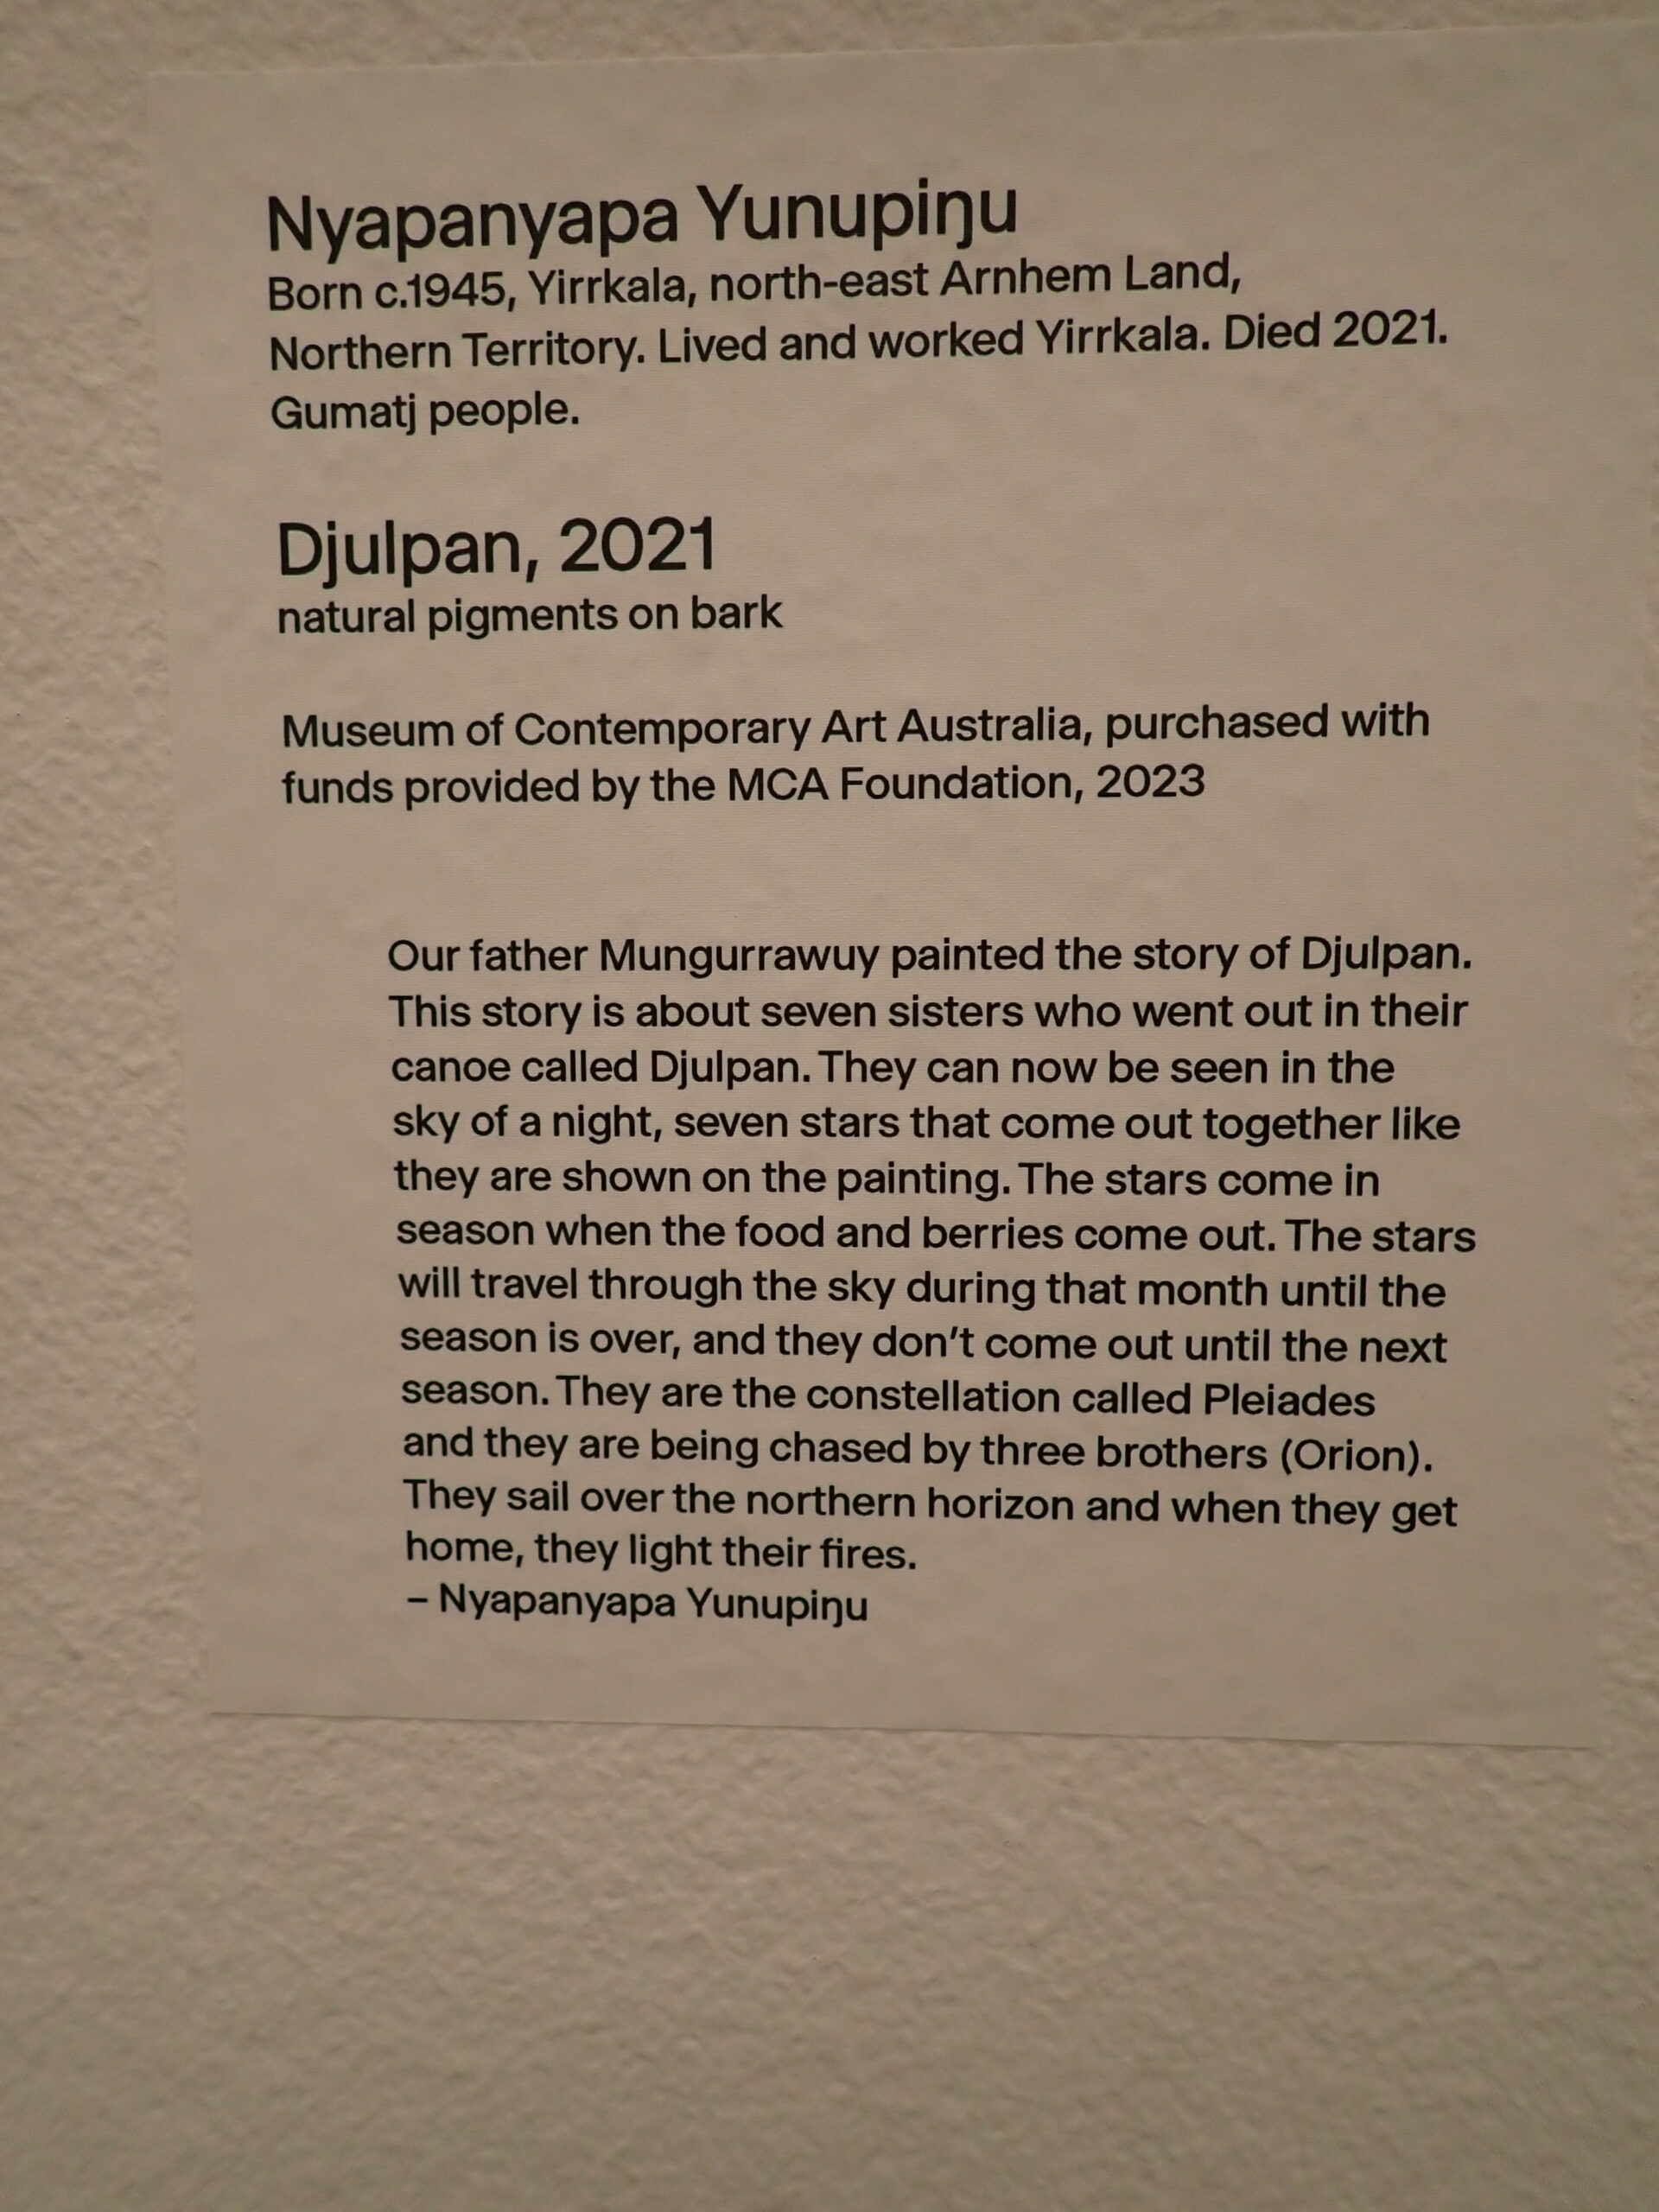 Nyapanyapa Yunupiŋu
Born c.1945, Yirrkala, north-east Arnhem Land,
Northern Territory. Lived and worked Yirrkala. Died 2021.
Gumatj people.
Djulpan, 2021
natural pigments on bark
Museum of Contemporary Art Australia, purchased with
funds provided by the MCA Foundation, 2023
Our father Mungurrawuy painted the story of Djulpan.
This story is about seven sisters who went out in their
canoe called Djulpan. They can now be seen in the
sky of a night, seven stars that come out together like
they are shown on the painting. The stars come in
season when the food and berries come out. The stars
will travel through the sky during that month until the
season is over, and they don’t come out until the next
season. They are the constellation called Pleiades
and they are being chased by three brothers (Orion).
They sail over the northern horizon and when they get
home, they light their fires.
– Nyapanyapa Yunupiŋu